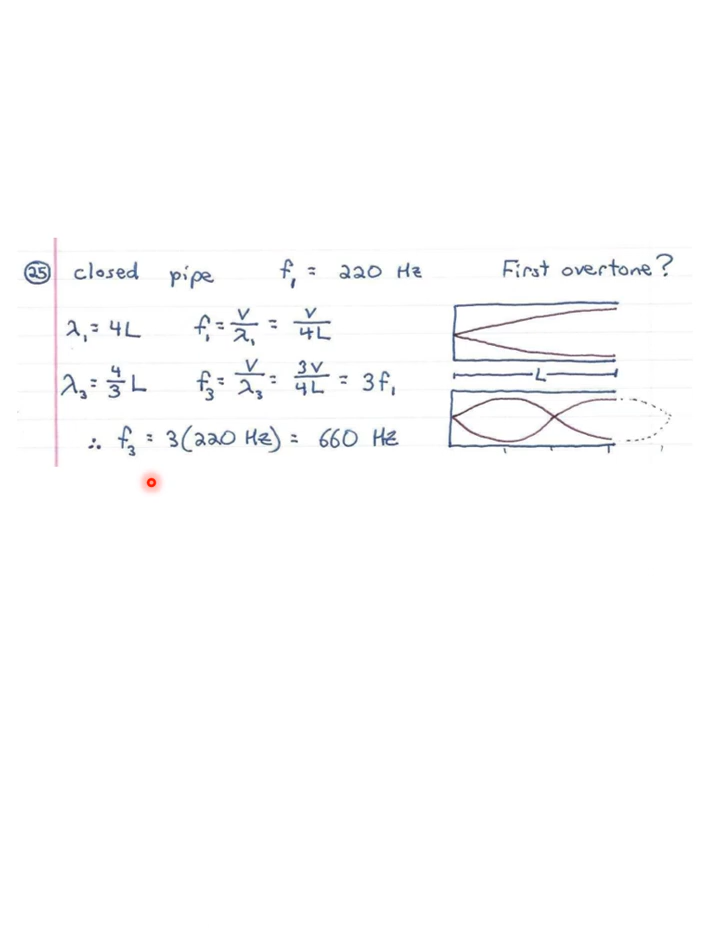 25 closed pipe f₁ = 220 Hz First overtone?
λ₁ = 4L f₁ = V/λ₁ = V/4L
L
λ₃ = 4/3 L f₃ = V/λ₃ = 3V/4L = 3f₁
∴ f₃ = 3(220 Hz) = 660 Hz